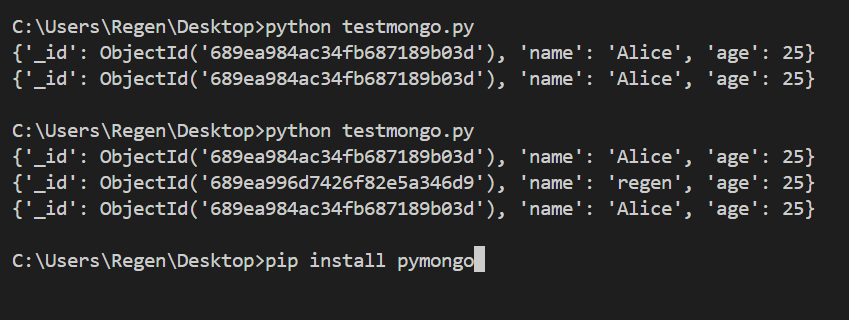 C:\Users\Regen\Desktop>python testmongo.py
{'_id': ObjectId('689ea984ac34fb687189b03d'), 'name': 'Alice', 'age': 25}
{'_id': ObjectId('689ea984ac34fb687189b03d'), 'name': 'Alice', 'age': 25}
C:\Users\Regen\Desktop>python testmongo.py
{'_id': ObjectId('689ea984ac34fb687189b03d'), 'name': 'Alice', 'age': 25}
{'_id': ObjectId('689ea996d7426f82e5a346d9'), 'name': 'regen', 'age': 25}
{'_id': ObjectId('689ea984ac34fb687189b03d'), 'name': 'Alice', 'age': 25}
C:\Users\Regen\Desktop>pip install pymongo